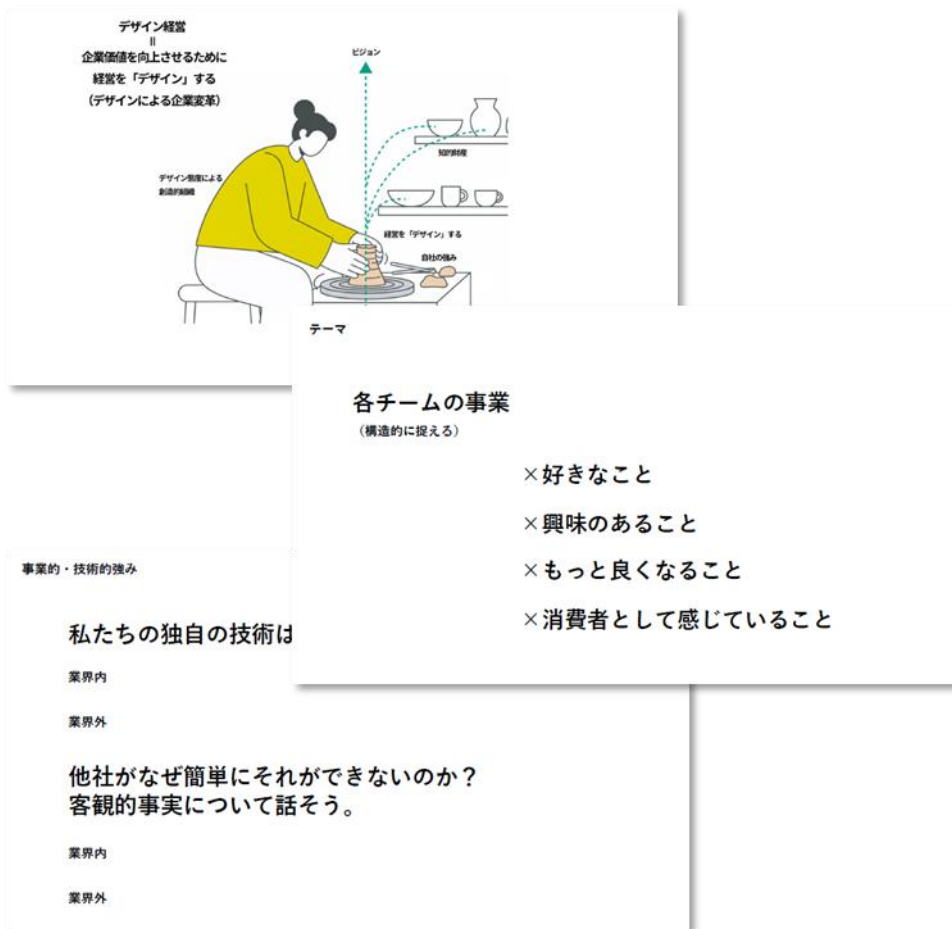 デザイン経営
॥
企業価値を向上させるために
経営を「デザイン」する
（デザインによる企業変革）
ビジョン
知的財産
デザイン態度による
創造的組織
経営を「デザイン」する
自社の強み
テーマ
各チームの事業
（構造的に捉える）
×好きなこと
×興味のあること
×もっと良くなること
×消費者として感じていること
事業的・技術的強み
私たちの独自の技術は
業界内
業界外
他社がなぜ簡単にそれができないのか？
客観的事実について話そう。
業界内
業界外